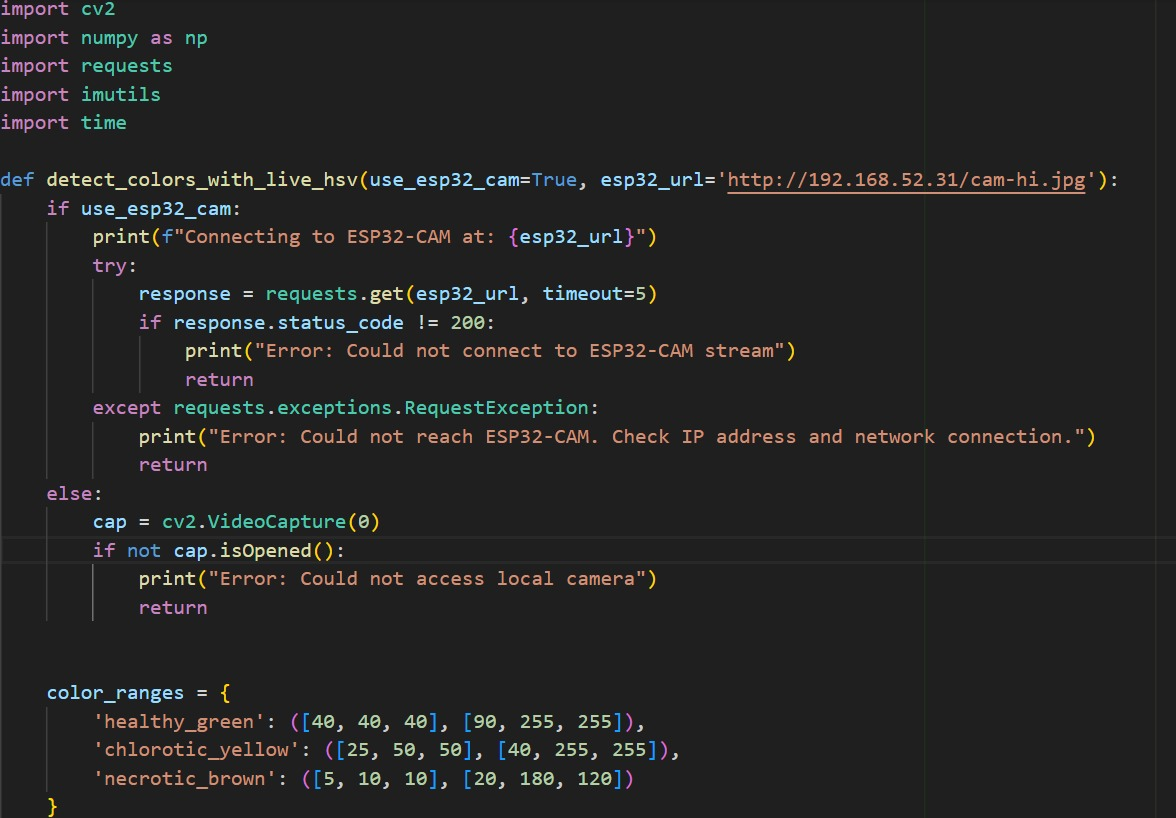 import cv2
import numpy as np
import requests
import imutils
import time
def detect_colors_with_live_hsv(use_esp32_cam=True, esp32_url='http://192.168.52.31/cam-hi.jpg'):
    if use_esp32_cam:
        print(f"Connecting to ESP32-CAM at: {esp32_url}")
        try:
            response = requests.get(esp32_url, timeout=5)
            if response.status_code != 200:
                print("Error: Could not connect to ESP32-CAM stream")
                return
        except requests.exceptions.RequestException:
            print("Error: Could not reach ESP32-CAM. Check IP address and network connection.")
            return
    else:
        cap = cv2.VideoCapture(0)
        if not cap.isOpened():
            print("Error: Could not access local camera")
            return
    color_ranges = {
        'healthy_green': ([40, 40, 40], [90, 255, 255]),
        'chlorotic_yellow': ([25, 50, 50], [40, 255, 255]),
        'necrotic_brown': ([5, 10, 10], [20, 180, 120])
    }